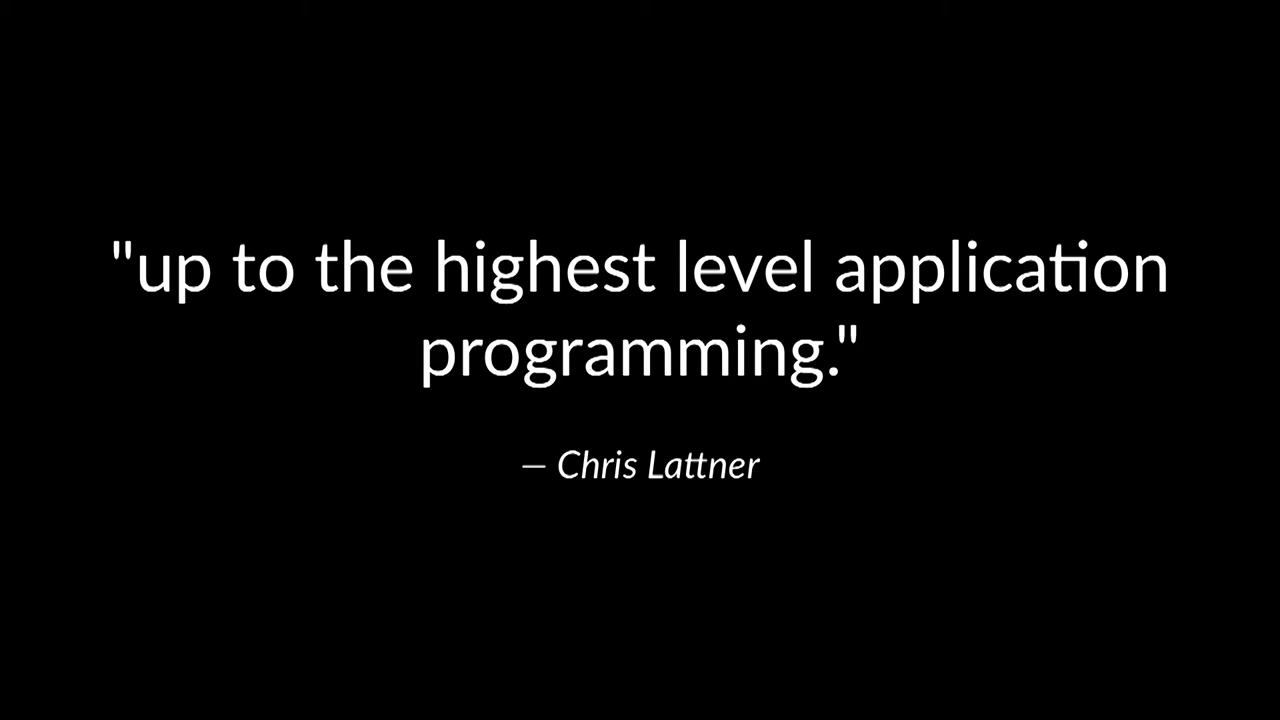 "up to the highest level application
programming."
— Chris Lattner